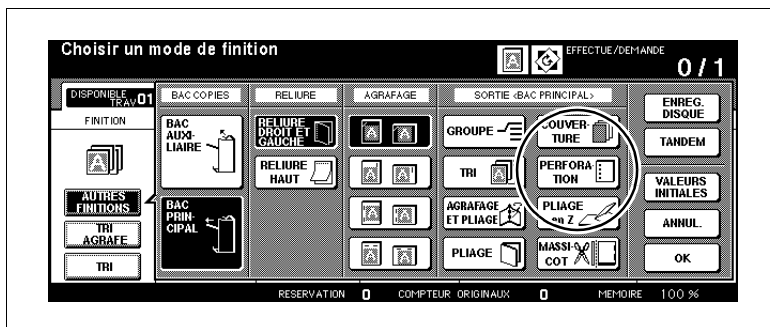 Choisir un mode de finition
EFFECTUE/DEMANDE
0/1
DISPONIBLE
TRAV 01
FINITION
AUTRES
FINITIONS
TRI
AGRAFE
TRI
BAC COPIES
BAC
AUXI-
LIAIRE
BAC
PRIN-
CIPAL
RELIURE
RELIURE
DROIT ET
GAUCHE
RELIURE
HAUT
AGRAFAGE
SORTIE <BAC PRINCIPAL>
GROUPE
TRI
AGRAFAGE
ET PLIAGE
PLIAGE
COUVER-
TURE
PERFORA-
TION
PLIAGE
en Z
MASSI-
COT
ENREG.
DISQUE
TANDEM
VALEURS
INITIALES
ANNUL.
OK
RESERVATION 0 COMPTEUR ORIGINAUX 0 MEMOIRE 100 %